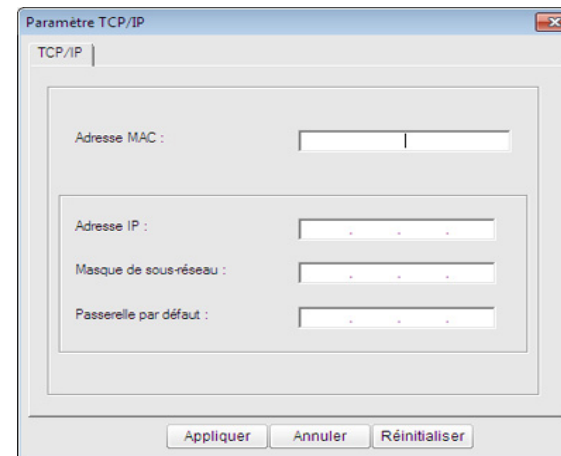 Paramètre TCP/IP
TCP/IP
Adresse MAC :
Adresse IP :
. . .
Masque de sous-réseau :
. . .
Passerelle par défaut :
. . .
Appliquer Annuler Réinitialiser